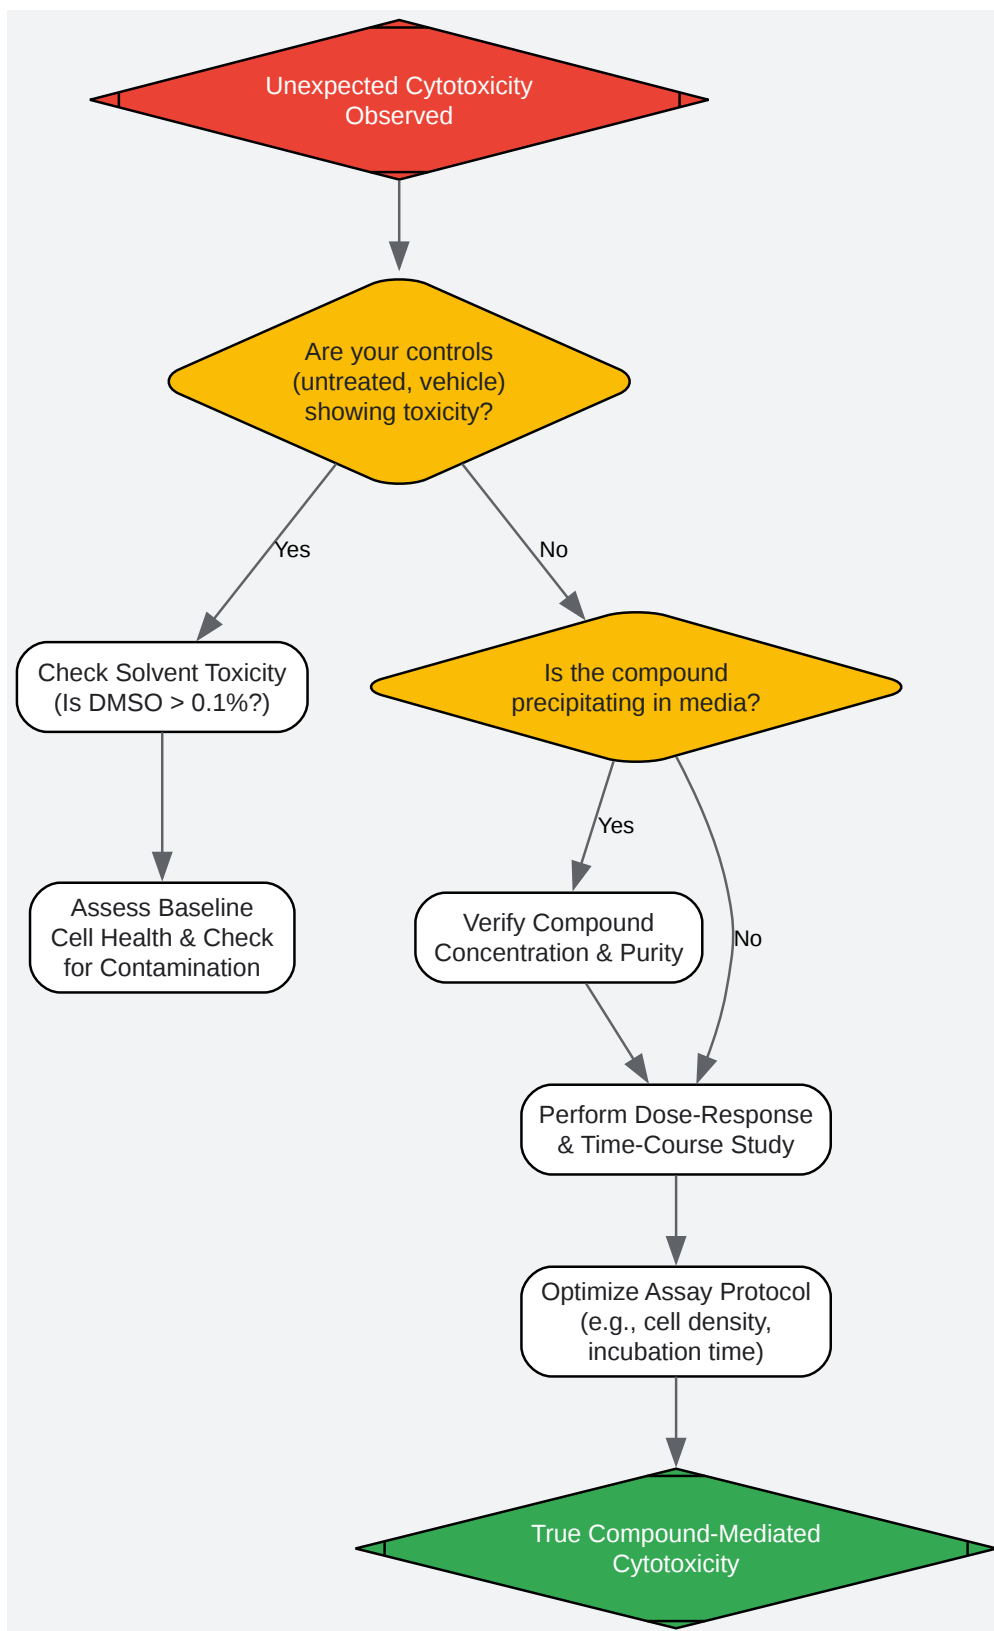 Unexpected Cytotoxicity
Observed
Are your controls
(untreated, vehicle)
showing toxicity?
Yes
No
Check Solvent Toxicity
(Is DMSO > 0.1%?)
Is the compound
precipitating in media?
Yes
Assess Baseline
Cell Health & Check
for Contamination
Verify Compound
Concentration & Purity
No
Perform Dose-Response
& Time-Course Study
Optimize Assay Protocol
(e.g., cell density,
incubation time)
True Compound-Mediated
Cytotoxicity